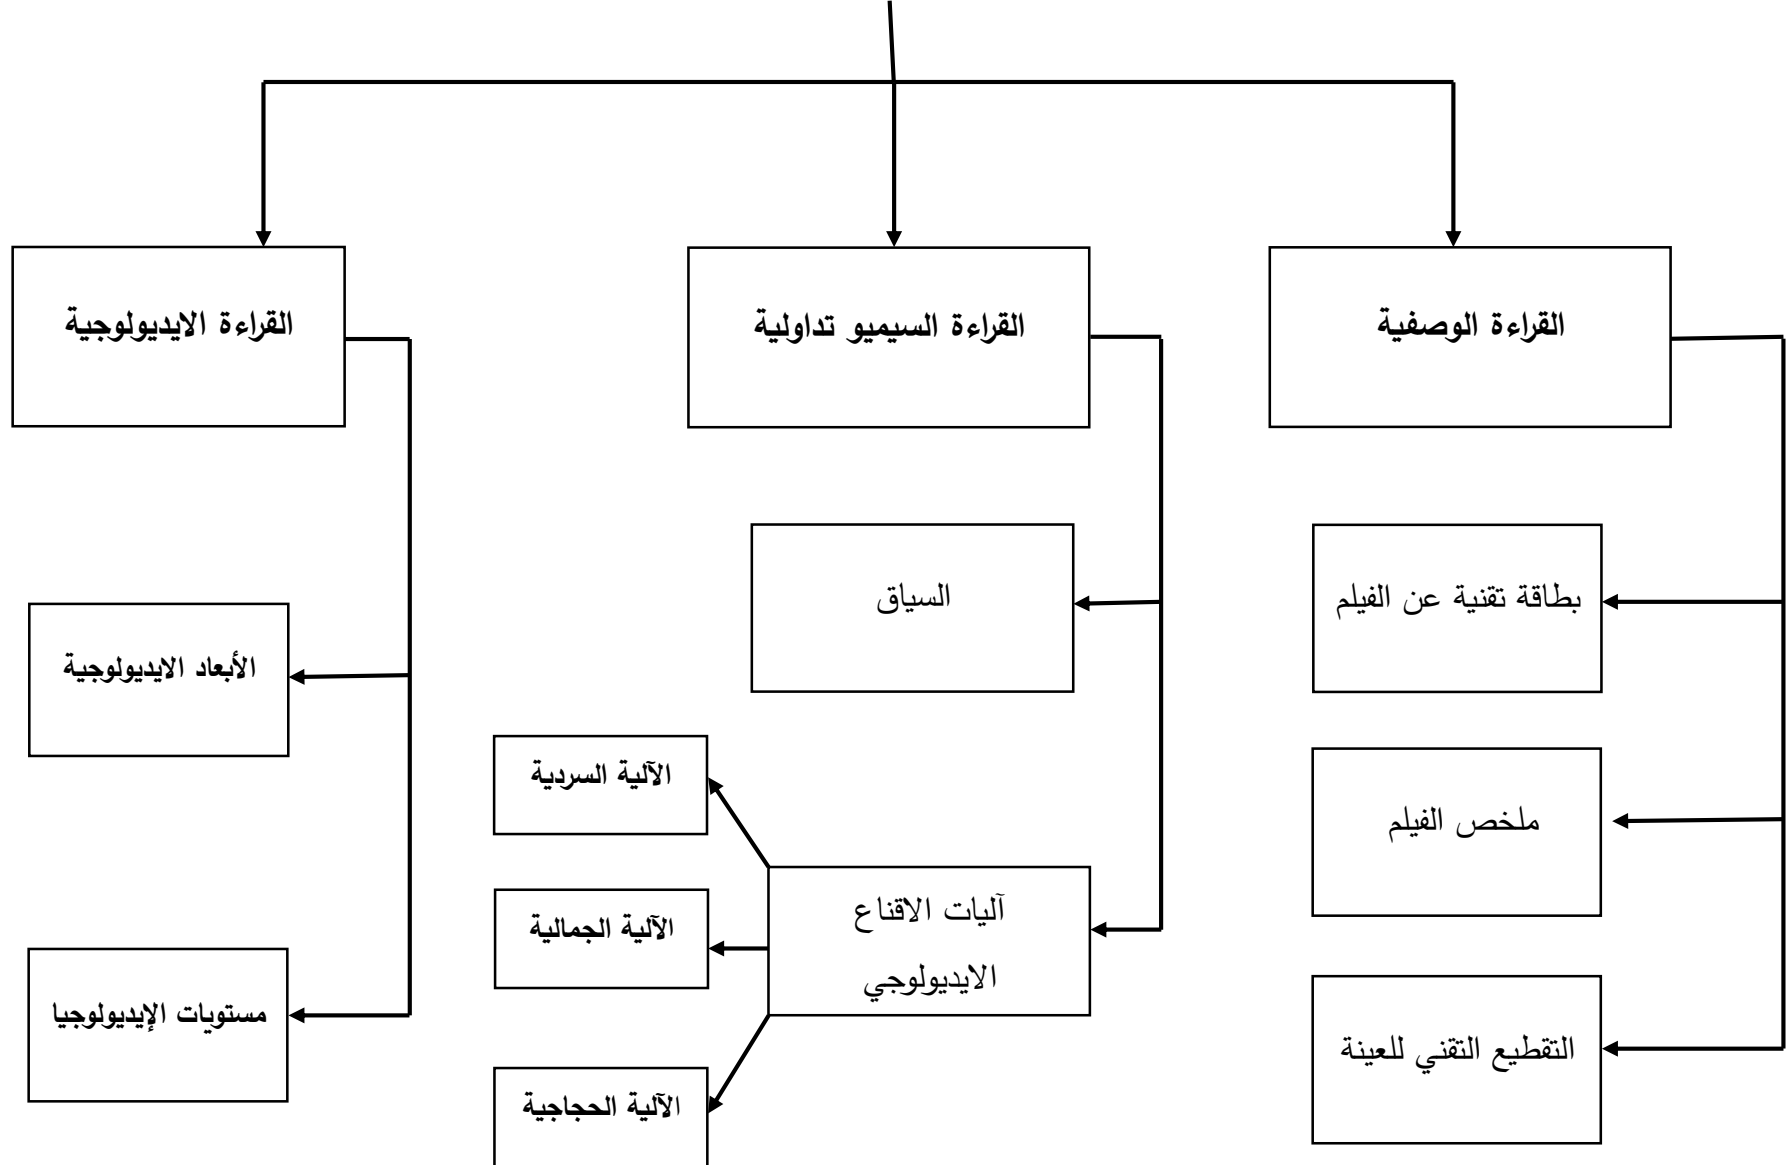 القراءة الوصفية
القراءة السيميو تداولية
القراءة الايديولوجية
بطاقة تقنية عن الفيلم
ملخص الفيلم
التقطيع التقني للعينة
السياق
آليات الاقناع
الايديولوجي
الآلية السردية
الآلية الجمالية
الآلية الحجاجية
الأبعاد الايديولوجية
مستويات الإيديولوجيا